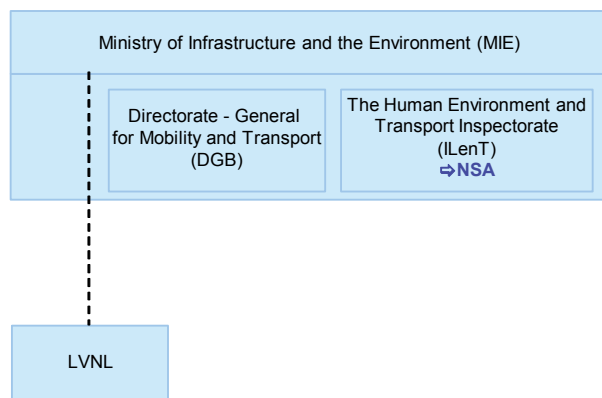 Ministry of Infrastructure and the Environment (MIE)
Directorate - General
for Mobility and Transport
(DGB)
The Human Environment and
Transport Inspectorate
(ILenT)
⇨NSA
LVNL